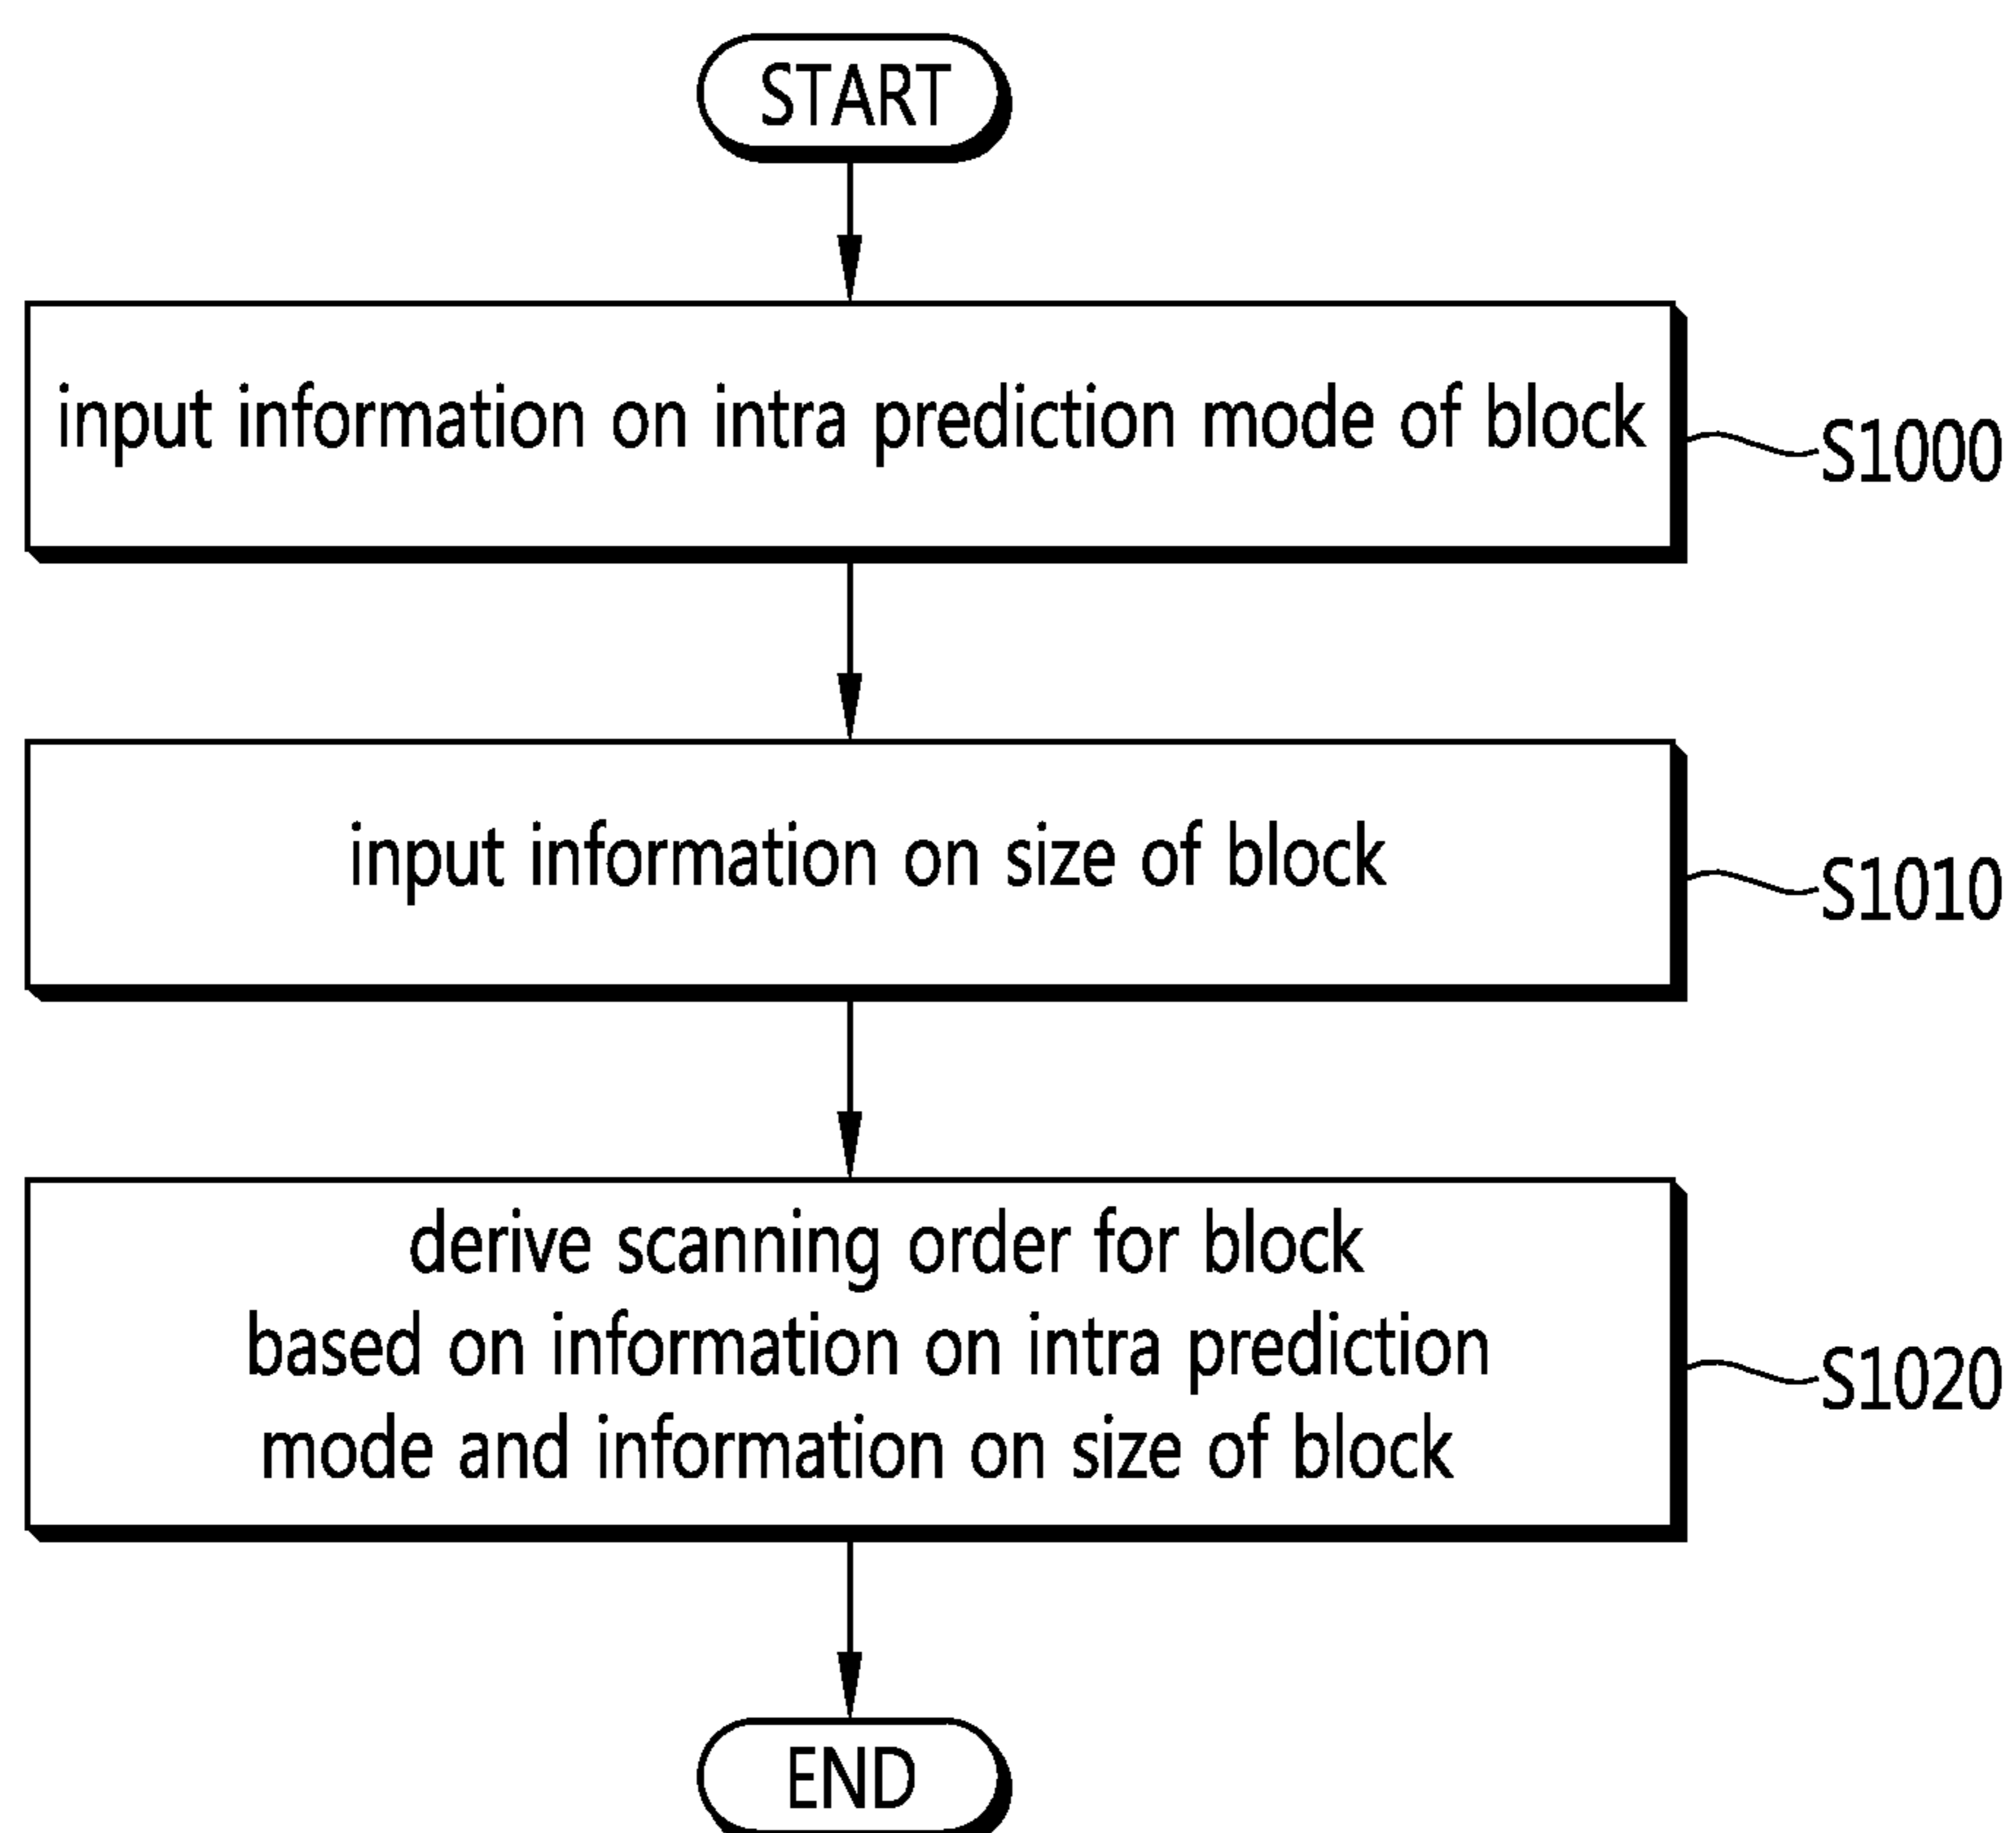 START
input information on intra prediction mode of block
S1000
input information on size of block
S1010
derive scanning order for block
based on information on intra prediction
mode and information on size of block
S1020
END